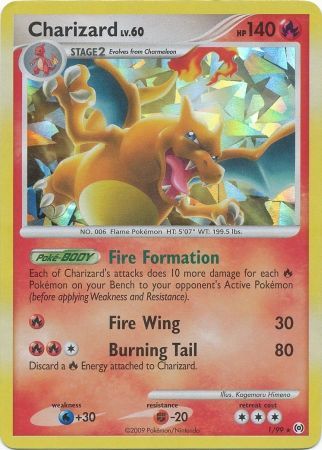 Charizard LV.60 HP 140
STAGE2 Evolves from Charmeleon
NO. 006 Flame Pokémon HT: 5'07" WT: 199.5 lbs.
Poké-BODY Fire Formation
Each of Charizard's attacks does 10 more damage for each
Pokémon on your Bench to your opponent's Active Pokémon
(before applying Weakness and Resistance).
Fire Wing 30
Burning Tail 80
Discard a Energy attached to Charizard.
Illus. Kagemaru Himeno
weakness resistance retreat cost
+30 -20
©2009 Pokémon/Nintendo 1/99 ★